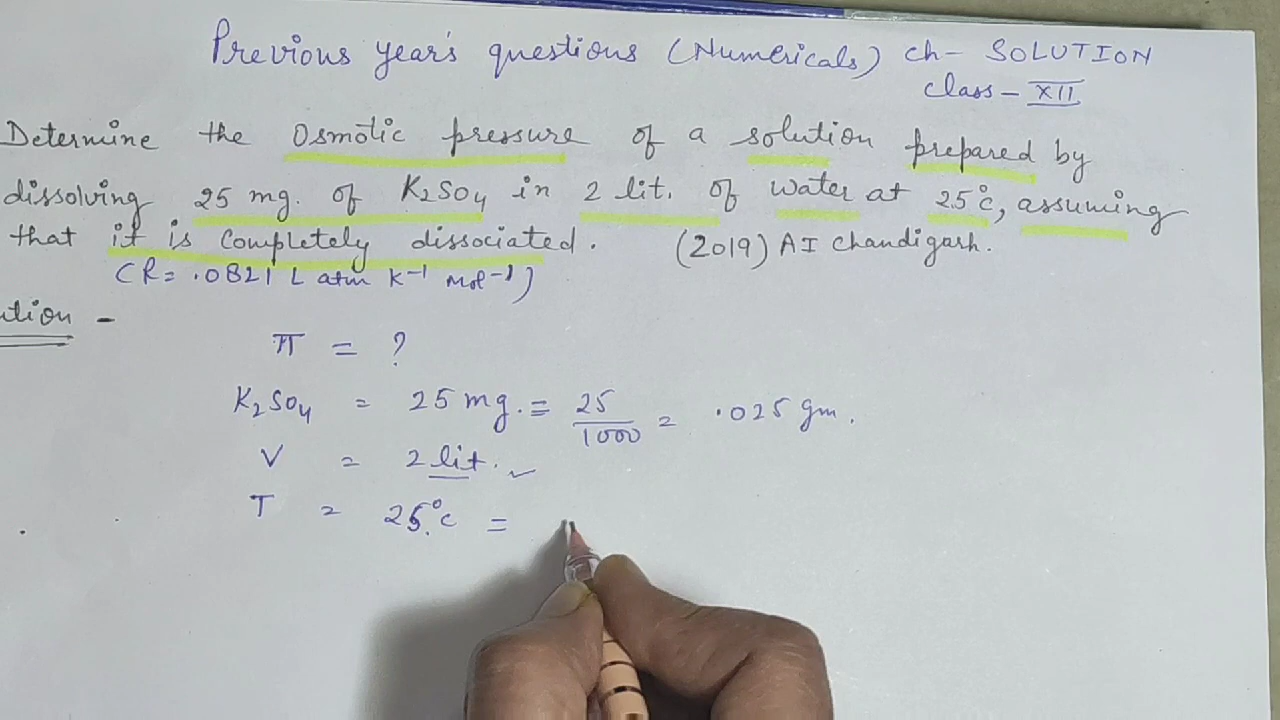 Previous year's questions (Numericals) ch- SOLUTION
Class - XII
Determine the Osmotic pressure of a solution prepared by
dissolving 25 mg. of K2SO4 in 2 lit. of water at 25°c, assuming
that it is completely dissociated. (2019) AI Chandigarh.
(R= .0821 L atm K⁻¹ mol⁻¹)
ution -
π = ?
K2SO4 = 25 mg. = 25/1000 = .025 gm.
V = 2 lit.
T = 25°c =